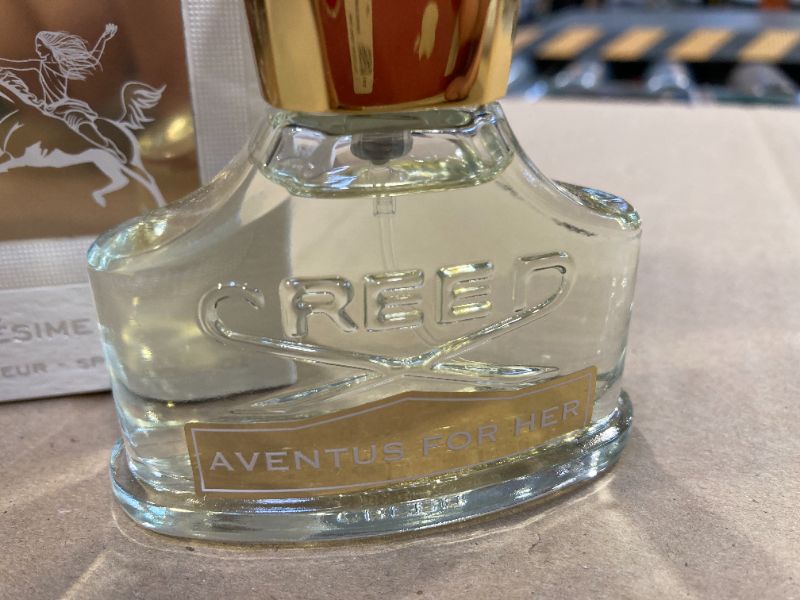 CREED
AVENTUS FOR HER
ÉSIME
EUR · SP